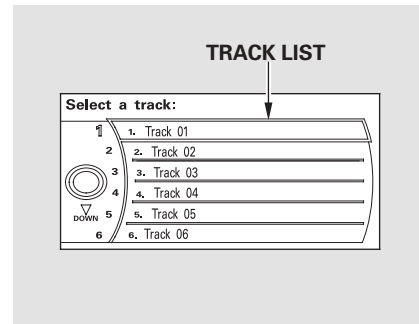 TRACK LIST
Select a track:
1 1. Track 01
2 2. Track 02
3 3. Track 03
4 4. Track 04
DOWN 5 5. Track 05
6 6. Track 06